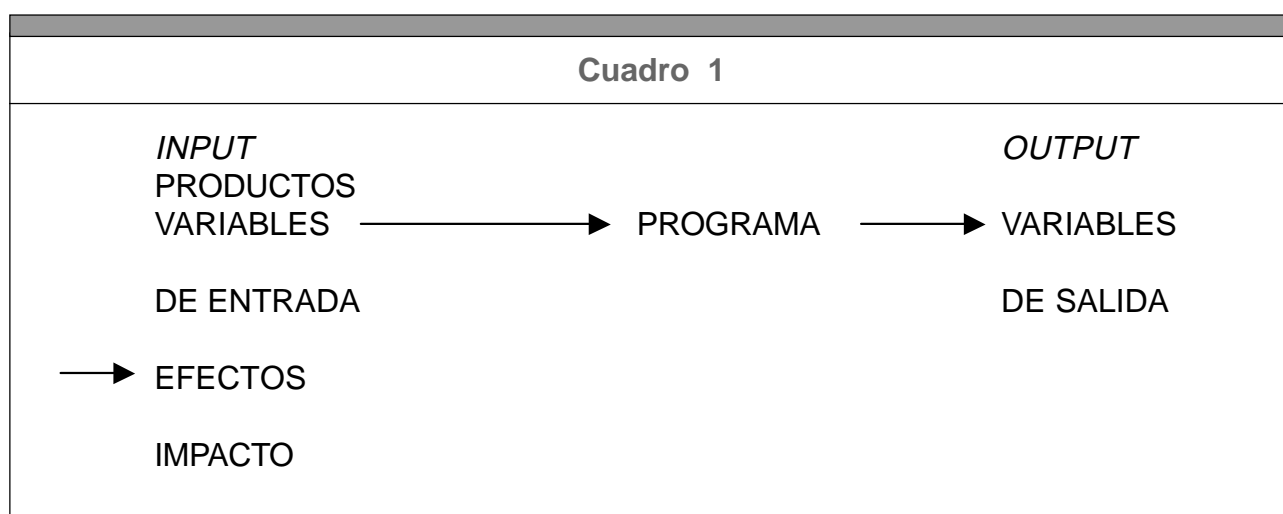 Cuadro 1
INPUT OUTPUT
PRODUCTOS
VARIABLES PROGRAMA VARIABLES
DE ENTRADA DE SALIDA
EFECTOS
IMPACTO